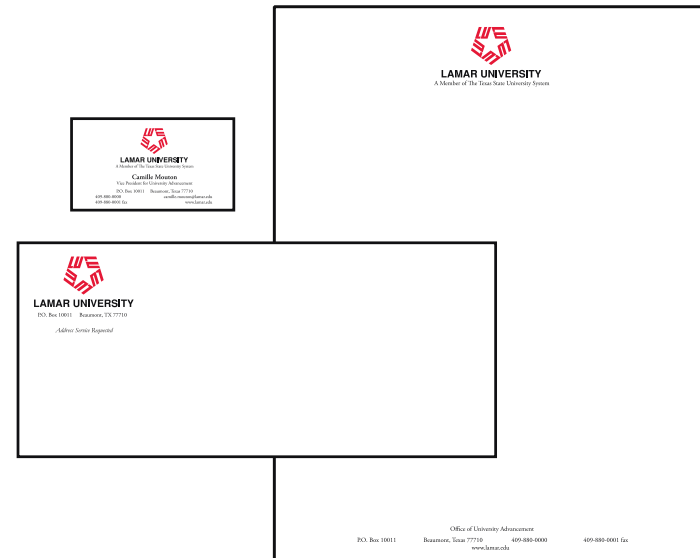 LAMAR UNIVERSITY
A Member of The Texas State University System
LAMAR UNIVERSITY
A Member of The Texas State University System
Camille Mouton
Vice President for University Advancement
P.O. Box 10011 Beaumont, Texas 77710
409-880-0000 camille.mouton@lamar.edu
409-880-0001 fax www.lamar.edu
LAMAR UNIVERSITY
P.O. Box 10011 Beaumont, TX 77710
Address Service Requested
Office of University Advancement
P.O. Box 10011 Beaumont, Texas 77710 409-880-0000 409-880-0001 fax
www.lamar.edu